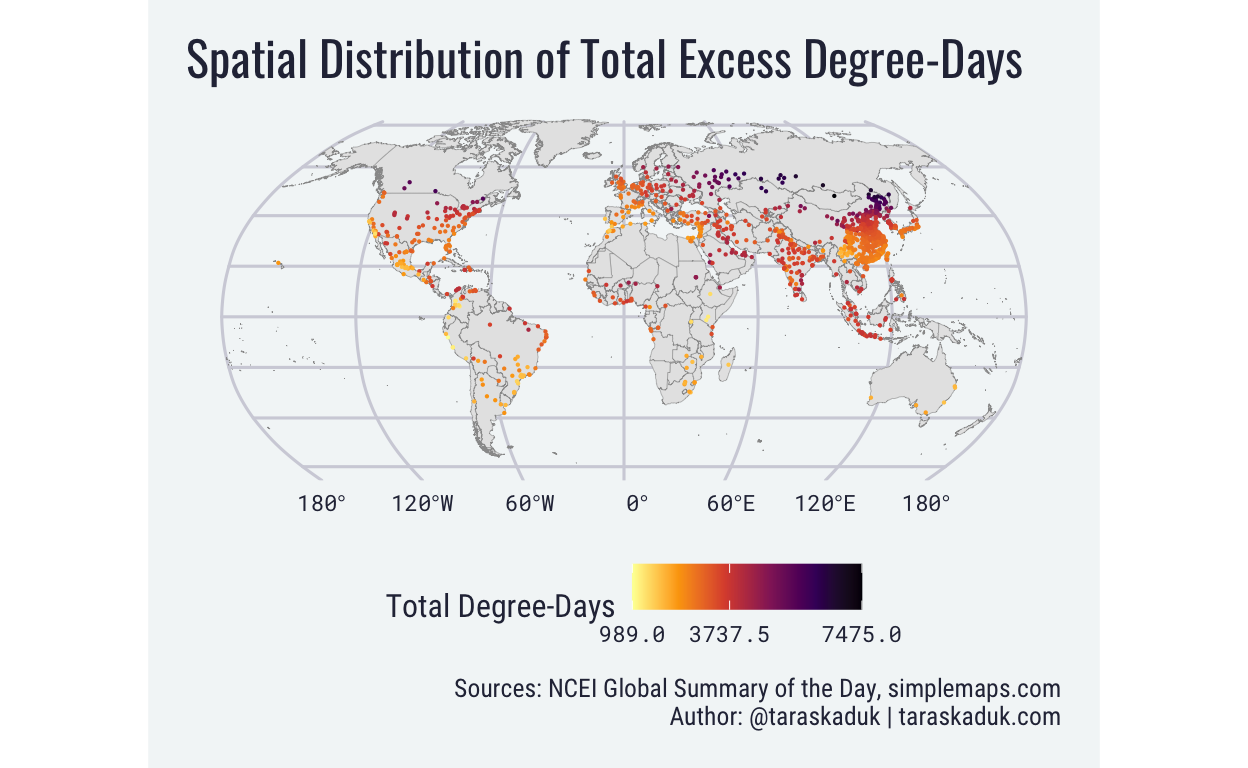 Spatial Distribution of Total Excess Degree-Days
180° 120°W 60°W 0° 60°E 120°E 180°
Total Degree-Days
989.0 3737.5 7475.0
Sources: NCEI Global Summary of the Day, simplemaps.com
Author: @taraskaduk | taraskaduk.com